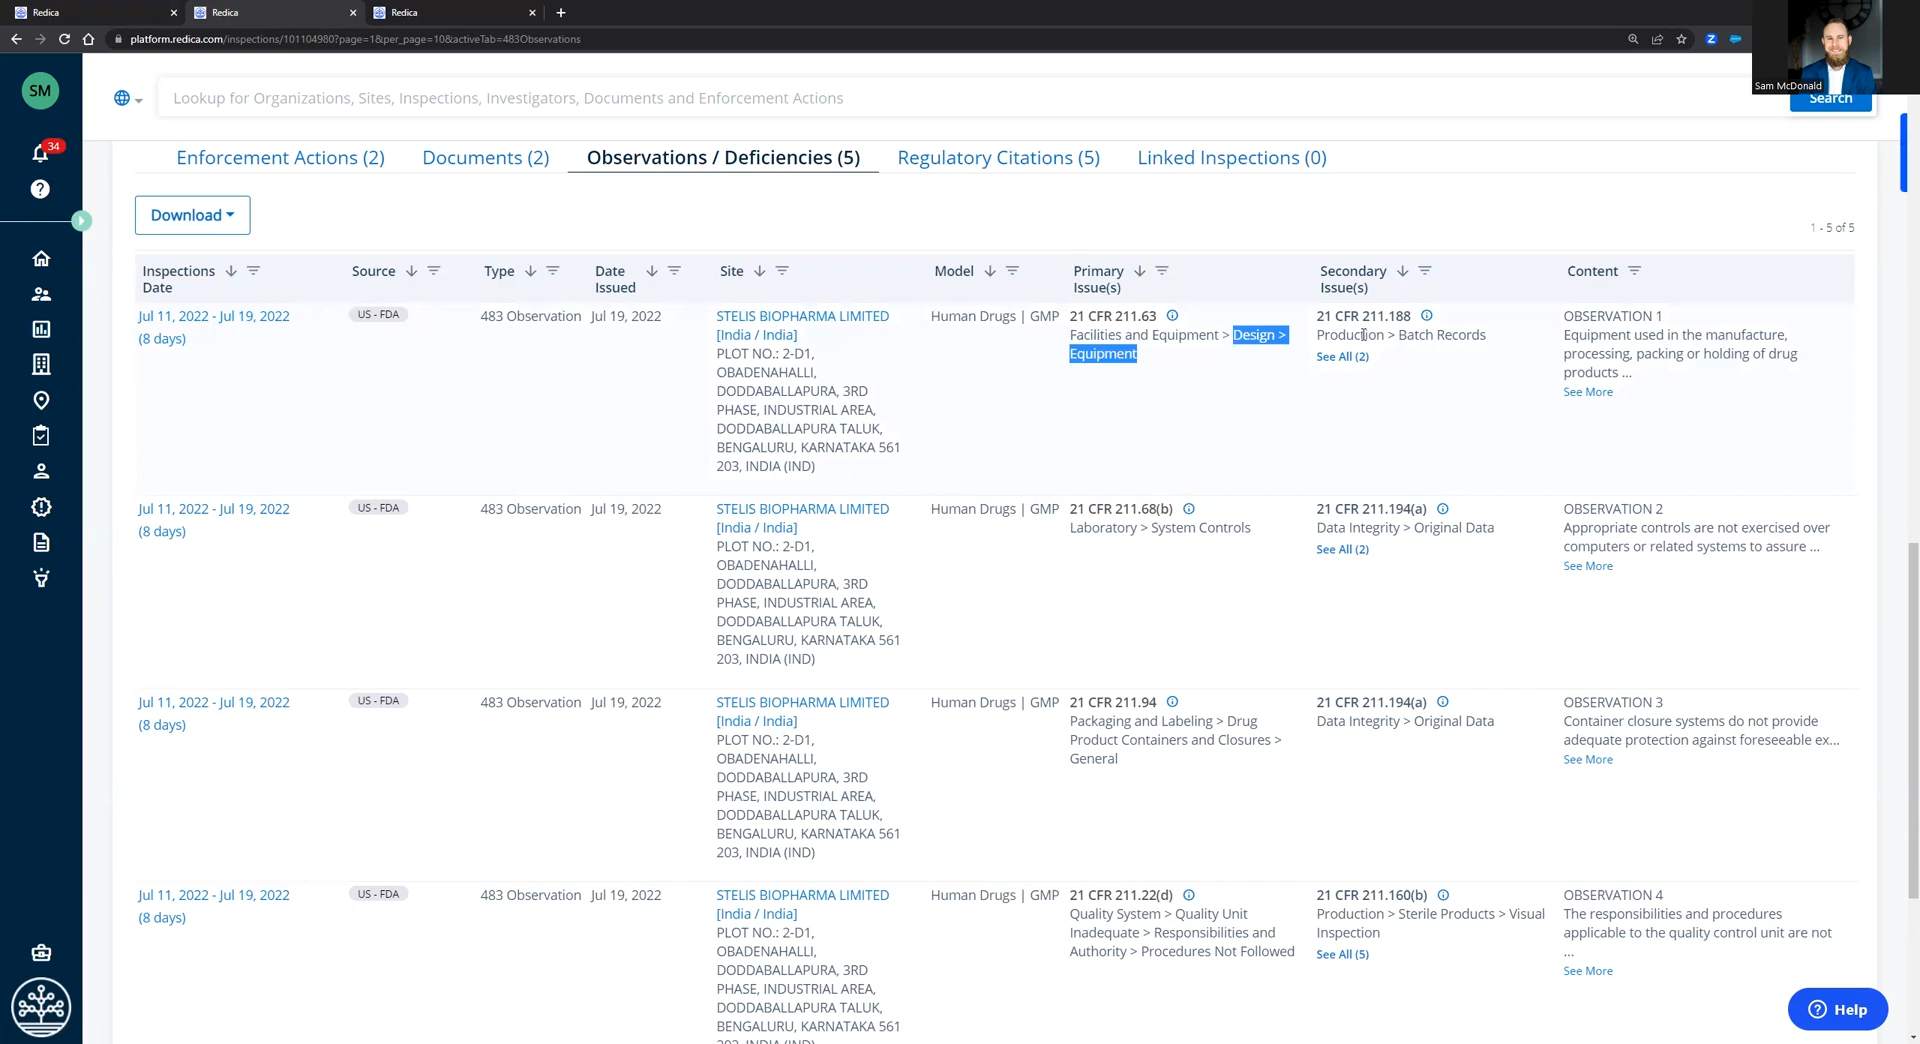 Redica
Redica
Redica
platform.redica.com/inspections/101104980?page=1&per_page=10&activeTab=483Observations
Z
Sam McDonald
SM
34
Lookup for Organizations, Sites, Inspections, Investigators, Documents and Enforcement Actions
Search
Enforcement Actions (2)
Documents (2)
Observations / Deficiencies (5)
Regulatory Citations (5)
Linked Inspections (0)
Download
1 - 5 of 5
Inspections
Date
Source
Type
Date
Issued
Site
Model
Primary
Issue(s)
Secondary
Issue(s)
Content
Jul 11, 2022 - Jul 19, 2022
(8 days)
US - FDA
483 Observation
Jul 19, 2022
STELIS BIOPHARMA LIMITED
[India / India]
PLOT NO.: 2-D1,
OBADENAHALLI,
DODDABALLAPURA, 3RD
PHASE, INDUSTRIAL AREA,
DODDABALLAPURA TALUK,
BENGALURU, KARNATAKA 561
203, INDIA (IND)
Human Drugs | GMP
21 CFR 211.63
Facilities and Equipment > Design >
Equipment
21 CFR 211.188
Production > Batch Records
See All (2)
OBSERVATION 1
Equipment used in the manufacture,
processing, packing or holding of drug
products ...
See More
Jul 11, 2022 - Jul 19, 2022
(8 days)
US - FDA
483 Observation
Jul 19, 2022
STELIS BIOPHARMA LIMITED
[India / India]
PLOT NO.: 2-D1,
OBADENAHALLI,
DODDABALLAPURA, 3RD
PHASE, INDUSTRIAL AREA,
DODDABALLAPURA TALUK,
BENGALURU, KARNATAKA 561
203, INDIA (IND)
Human Drugs | GMP
21 CFR 211.68(b)
Laboratory > System Controls
21 CFR 211.194(a)
Data Integrity > Original Data
See All (2)
OBSERVATION 2
Appropriate controls are not exercised over
computers or related systems to assure ...
See More
Jul 11, 2022 - Jul 19, 2022
(8 days)
US - FDA
483 Observation
Jul 19, 2022
STELIS BIOPHARMA LIMITED
[India / India]
PLOT NO.: 2-D1,
OBADENAHALLI,
DODDABALLAPURA, 3RD
PHASE, INDUSTRIAL AREA,
DODDABALLAPURA TALUK,
BENGALURU, KARNATAKA 561
203, INDIA (IND)
Human Drugs | GMP
21 CFR 211.94
Packaging and Labeling > Drug
Product Containers and Closures >
General
21 CFR 211.194(a)
Data Integrity > Original Data
OBSERVATION 3
Container closure systems do not provide
adequate protection against foreseeable ex...
See More
Jul 11, 2022 - Jul 19, 2022
(8 days)
US - FDA
483 Observation
Jul 19, 2022
STELIS BIOPHARMA LIMITED
[India / India]
PLOT NO.: 2-D1,
OBADENAHALLI,
DODDABALLAPURA, 3RD
PHASE, INDUSTRIAL AREA,
DODDABALLAPURA TALUK,
BENGALURU, KARNATAKA 561
Human Drugs | GMP
21 CFR 211.22(d)
Quality System > Quality Unit
Inadequate > Responsibilities and
Authority > Procedures Not Followed
21 CFR 211.160(b)
Production > Sterile Products > Visual
Inspection
See All (5)
OBSERVATION 4
The responsibilities and procedures
applicable to the quality control unit are not
...
See More
Help